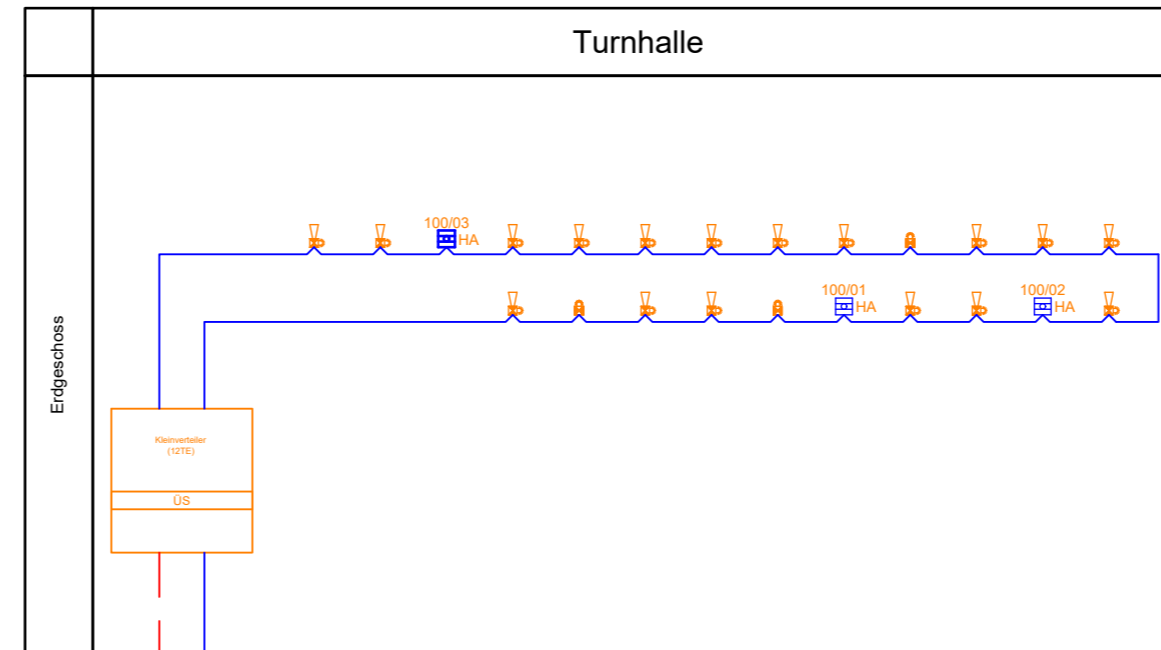 Turnhalle
100/03
HA
100/01
HA
100/02
HA
Erdgeschoss
Kleinverteiler
(12TE)
ÜS